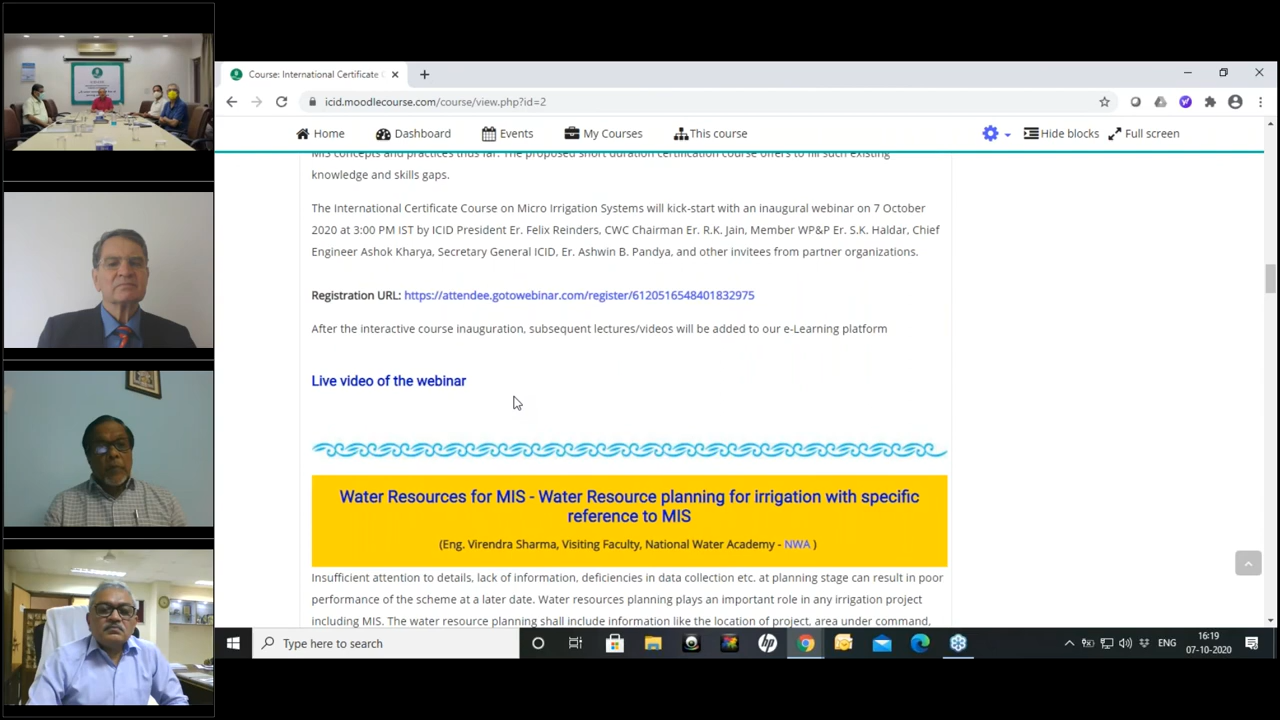 Course: International Certificate C
icid.moodlecourse.com/course/view.php?id=2
Home Dashboard Events My Courses This course Hide blocks Full screen
MIS concepts and practices thus far. The proposed short duration certification course offers to fill such existing
knowledge and skills gaps.
The International Certificate Course on Micro Irrigation Systems will kick-start with an inaugural webinar on 7 October
2020 at 3:00 PM IST by ICID President Er. Felix Reinders, CWC Chairman Er. R.K. Jain, Member WP&P Er. S.K. Haldar, Chief
Engineer Ashok Kharya, Secretary General ICID, Er. Ashwin B. Pandya, and other invitees from partner organizations.
Registration URL: https://attendee.gotowebinar.com/register/6120516548401832975
After the interactive course inauguration, subsequent lectures/videos will be added to our e-Learning platform
Live video of the webinar
Water Resources for MIS - Water Resource planning for irrigation with specific
reference to MIS
(Eng. Virendra Sharma, Visiting Faculty, National Water Academy - NWA )
Insufficient attention to details, lack of information, deficiencies in data collection etc. at planning stage can result in poor
performance of the scheme at a later date. Water resources planning plays an important role in any irrigation project
including MIS. The water resource planning shall include information like the location of project, area under command,
Type here to search
ENG
16:19
07-10-2020